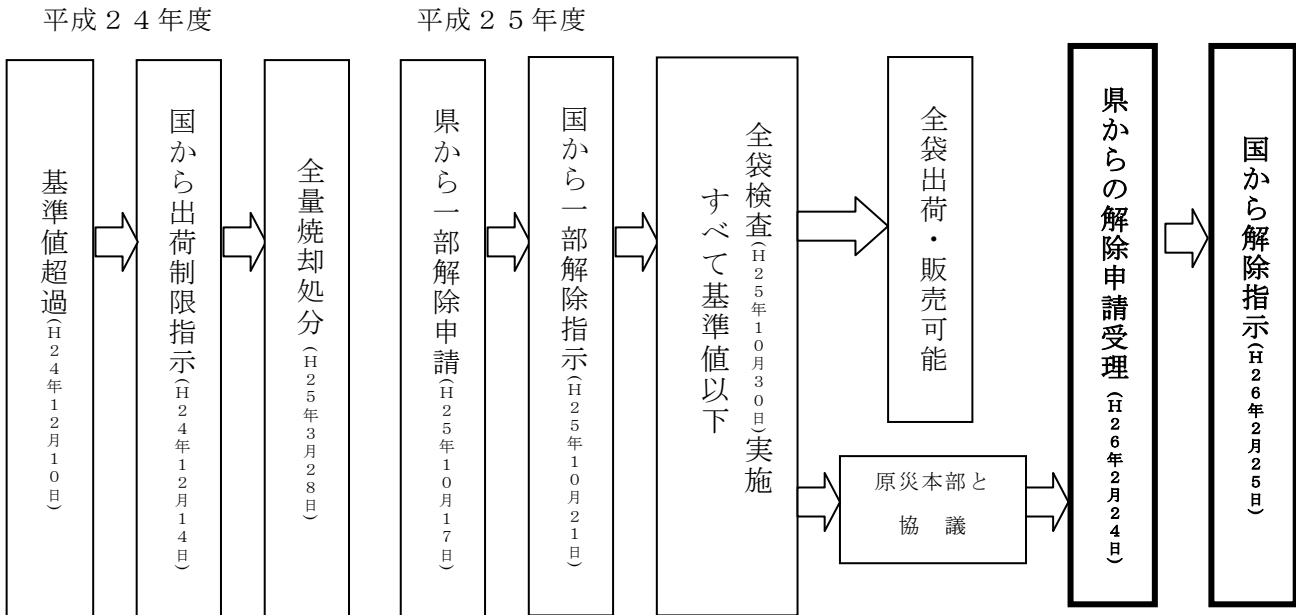 平成２４年度
平成２５年度
基準値超過(H２４年１２月１０日)
国から出荷制限指示(H２４年１２月１４日)
全量焼却処分(H２５年３月２８日)
県から一部解除申請(H２５年１０月１７日)
国から一部解除指示(H２５年１０月２１日)
全袋検査(H２５年１０月３０日)実施
すべて基準値以下
全袋出荷・販売可能
原災本部と
協　議
県からの解除申請受理(H２６年２月２４日)
国から解除指示(H２６年２月２５日)